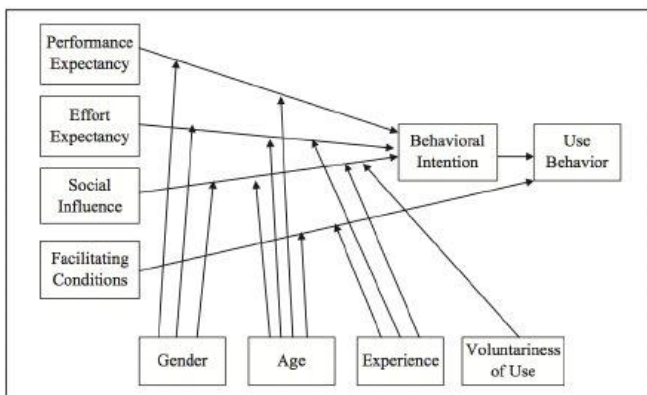 Performance
Expectancy
Effort
Expectancy
Social
Influence
Facilitating
Conditions
Behavioral
Intention
Use
Behavior
Gender
Age
Experience
Voluntariness
of Use